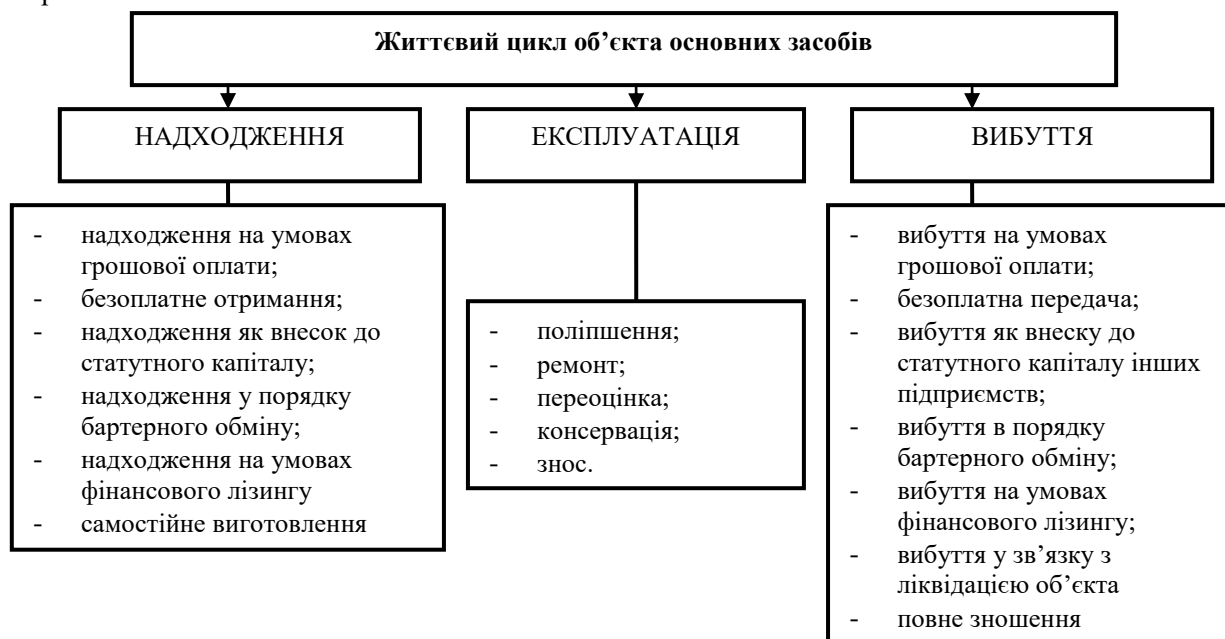 Життєвий цикл об’єкта основних засобів
НАДХОДЖЕННЯ
ЕКСПЛУАТАЦІЯ
ВИБУТТЯ
- надходження на умовах
грошової оплати;
- безоплатне отримання;
- надходження як внесок до
статутного капіталу;
- надходження у порядку
бартерного обміну;
- надходження на умовах
фінансового лізингу
- самостійне виготовлення
- поліпшення;
- ремонт;
- переоцінка;
- консервація;
- знос.
- вибуття на умовах
грошової оплати;
- безоплатна передача;
- вибуття як внеску до
статутного капіталу інших
підприємств;
- вибуття в порядку
бартерного обміну;
- вибуття на умовах
фінансового лізингу;
- вибуття у зв’язку з
ліквідацією об’єкта
- повне зношення